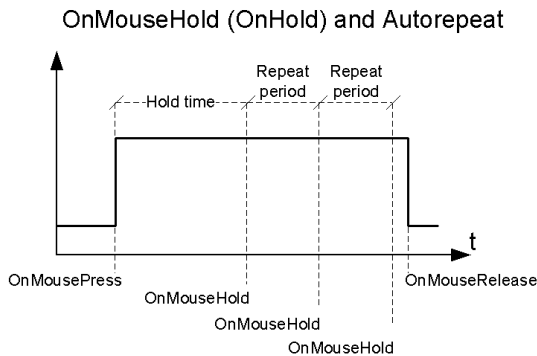 OnMouseHold (OnHold) and Autorepeat
Repeat period
Repeat period
Hold time
t
OnMousePress
OnMouseRelease
OnMouseHold
OnMouseHold
OnMouseHold